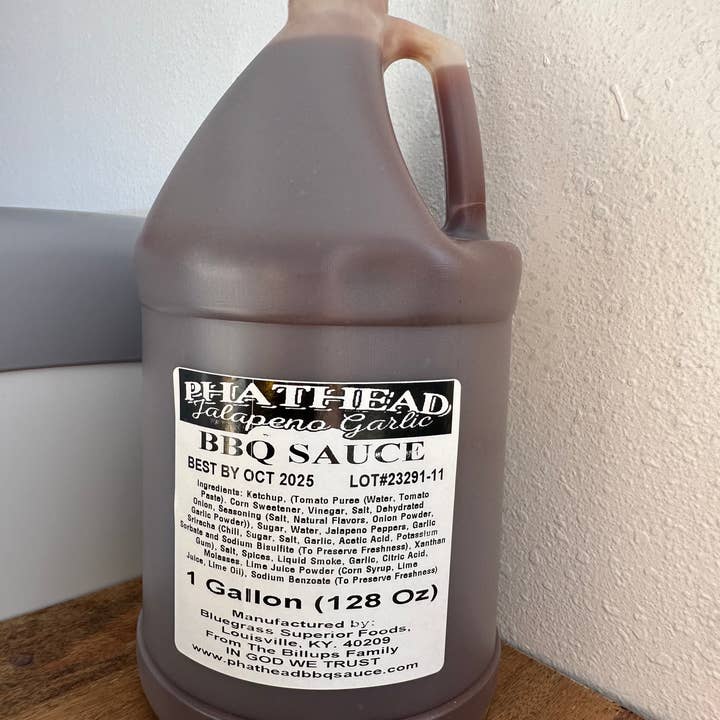 PHATHEAD
Jalapeno Garlic
BBQ SAUCE
BEST BY OCT 2025 LOT#23291-11
Ingredients: Ketchup, (Tomato Puree (Water, Tomato
Paste). Corn Sweetener, Vinegar, Salt, Dehydrated
Onion, Seasoning (Salt, Natural Flavors, Onion Powder,
Garlic Powder)), Sugar, Water, Jalapeno Peppers, Garlic
Sriracha (Chili, Sugar, Salt, Garlic, Acetic Acid, Potassium
Sorbate and Sodium Bisulfite (To Preserve Freshness), Xanthan
Gum). Salt, Spices, Liquid Smoke, Garlic, Citric Acid,
Molasses, Lime Juice Powder (Corn Syrup, Lime
Juice, Lime Oil), Sodium Benzoate (To Preserve Freshness)
1 Gallon (128 Oz)
Manufactured by:
Bluegrass Superior Foods,
Louisville, KY. 40209
From The Billups Family
IN GOD WE TRUST
www.phatheadbbqsauce.com